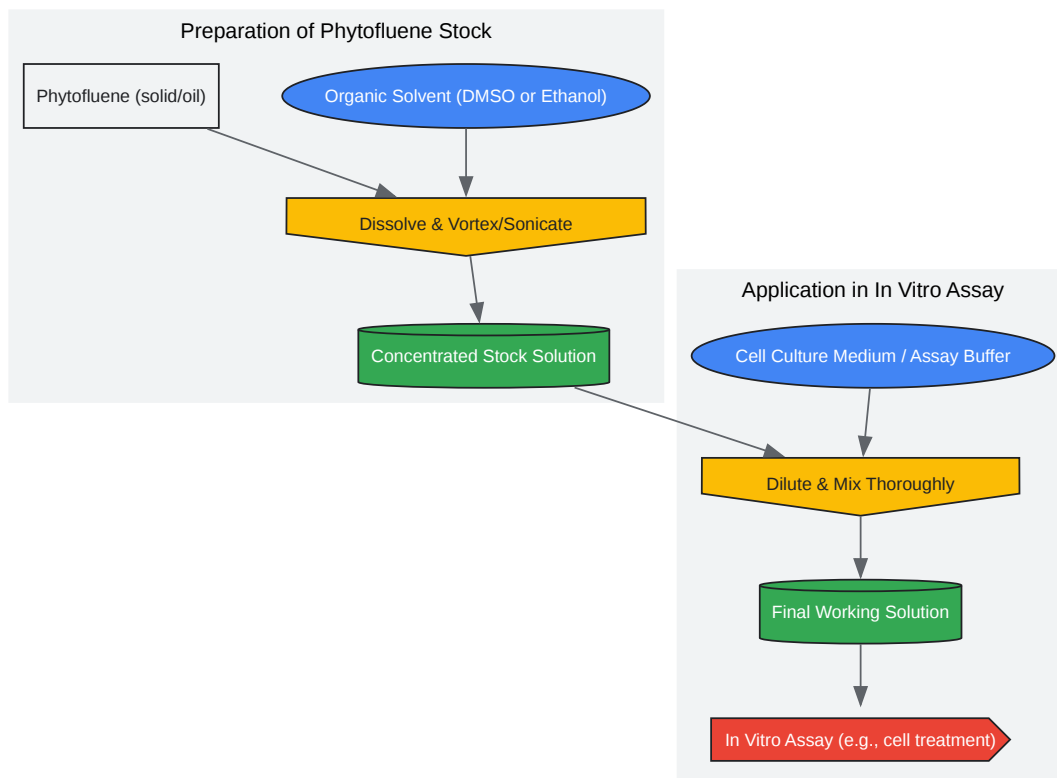 Preparation of Phytofluene Stock
Phytofluene (solid/oil)
Organic Solvent (DMSO or Ethanol)
Dissolve & Vortex/Sonicate
Concentrated Stock Solution
Application in In Vitro Assay
Cell Culture Medium / Assay Buffer
Dilute & Mix Thoroughly
Final Working Solution
In Vitro Assay (e.g., cell treatment)